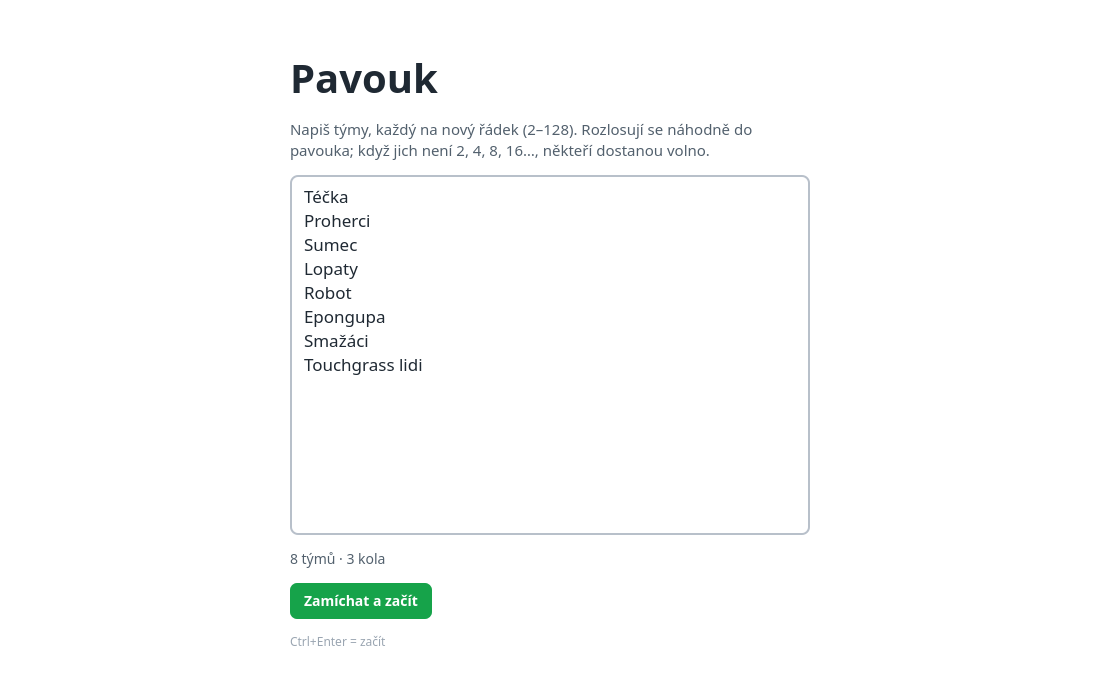 Pavouk
Napiš týmy, každý na nový řádek (2–128). Rozlosují se náhodně do
pavouka; když jich není 2, 4, 8, 16…, někteří dostanou volno.
Téčka
Proherci
Sumec
Lopaty
Robot
Epongupa
Smažáci
Touchgrass lidi
8 týmů · 3 kola
Zamíchat a začít
Ctrl+Enter = začít